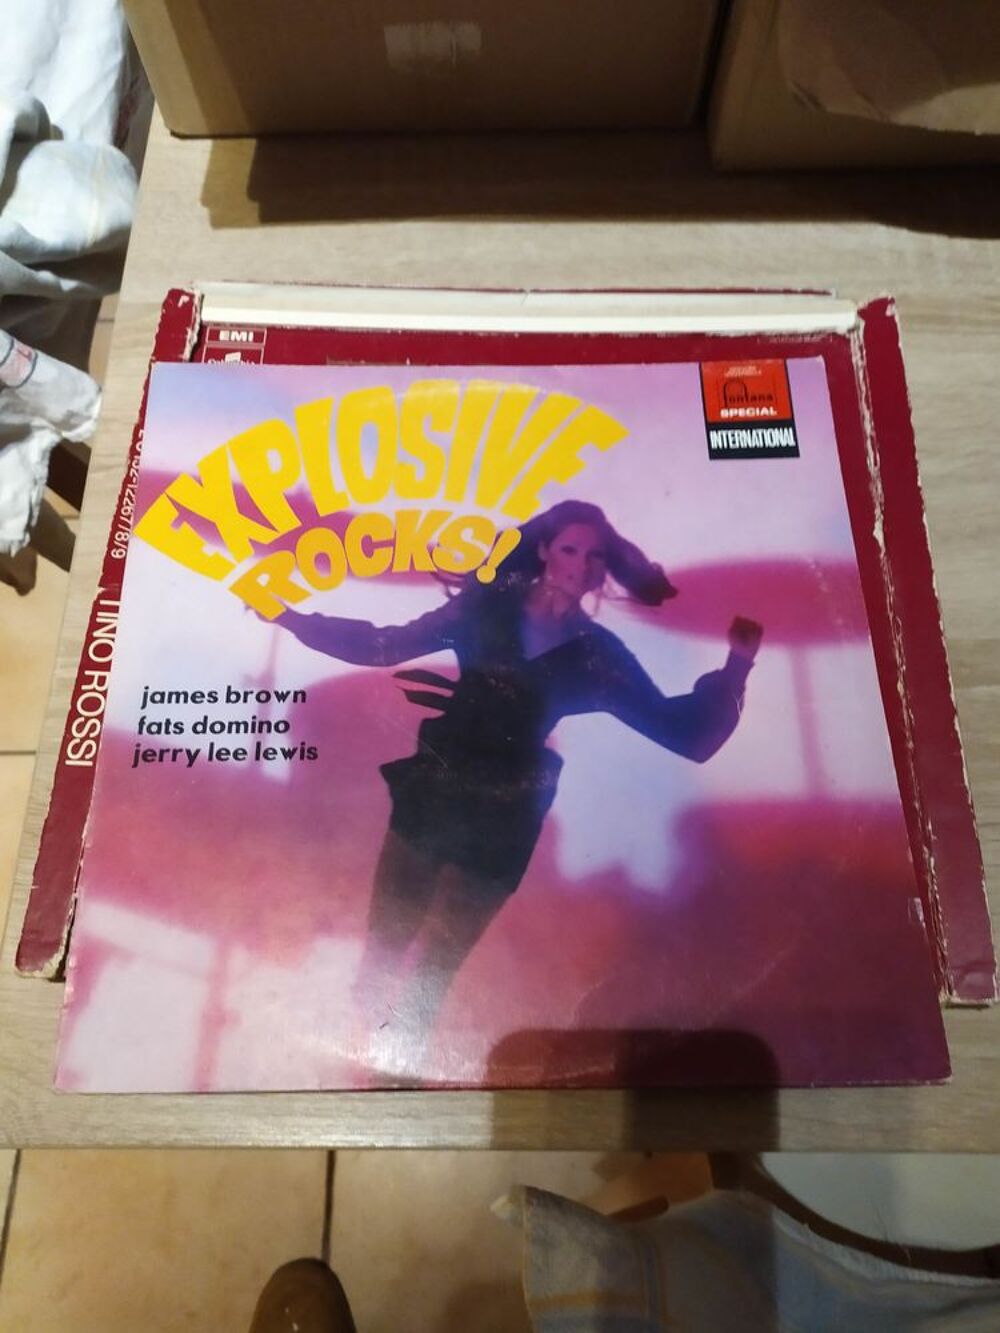 EMI
Fontana
SPECIAL
INTERNATIONAL
EXPLOSIVE
ROCKS!
james brown
fats domino
jerry lee lewis
TINO ROSSI